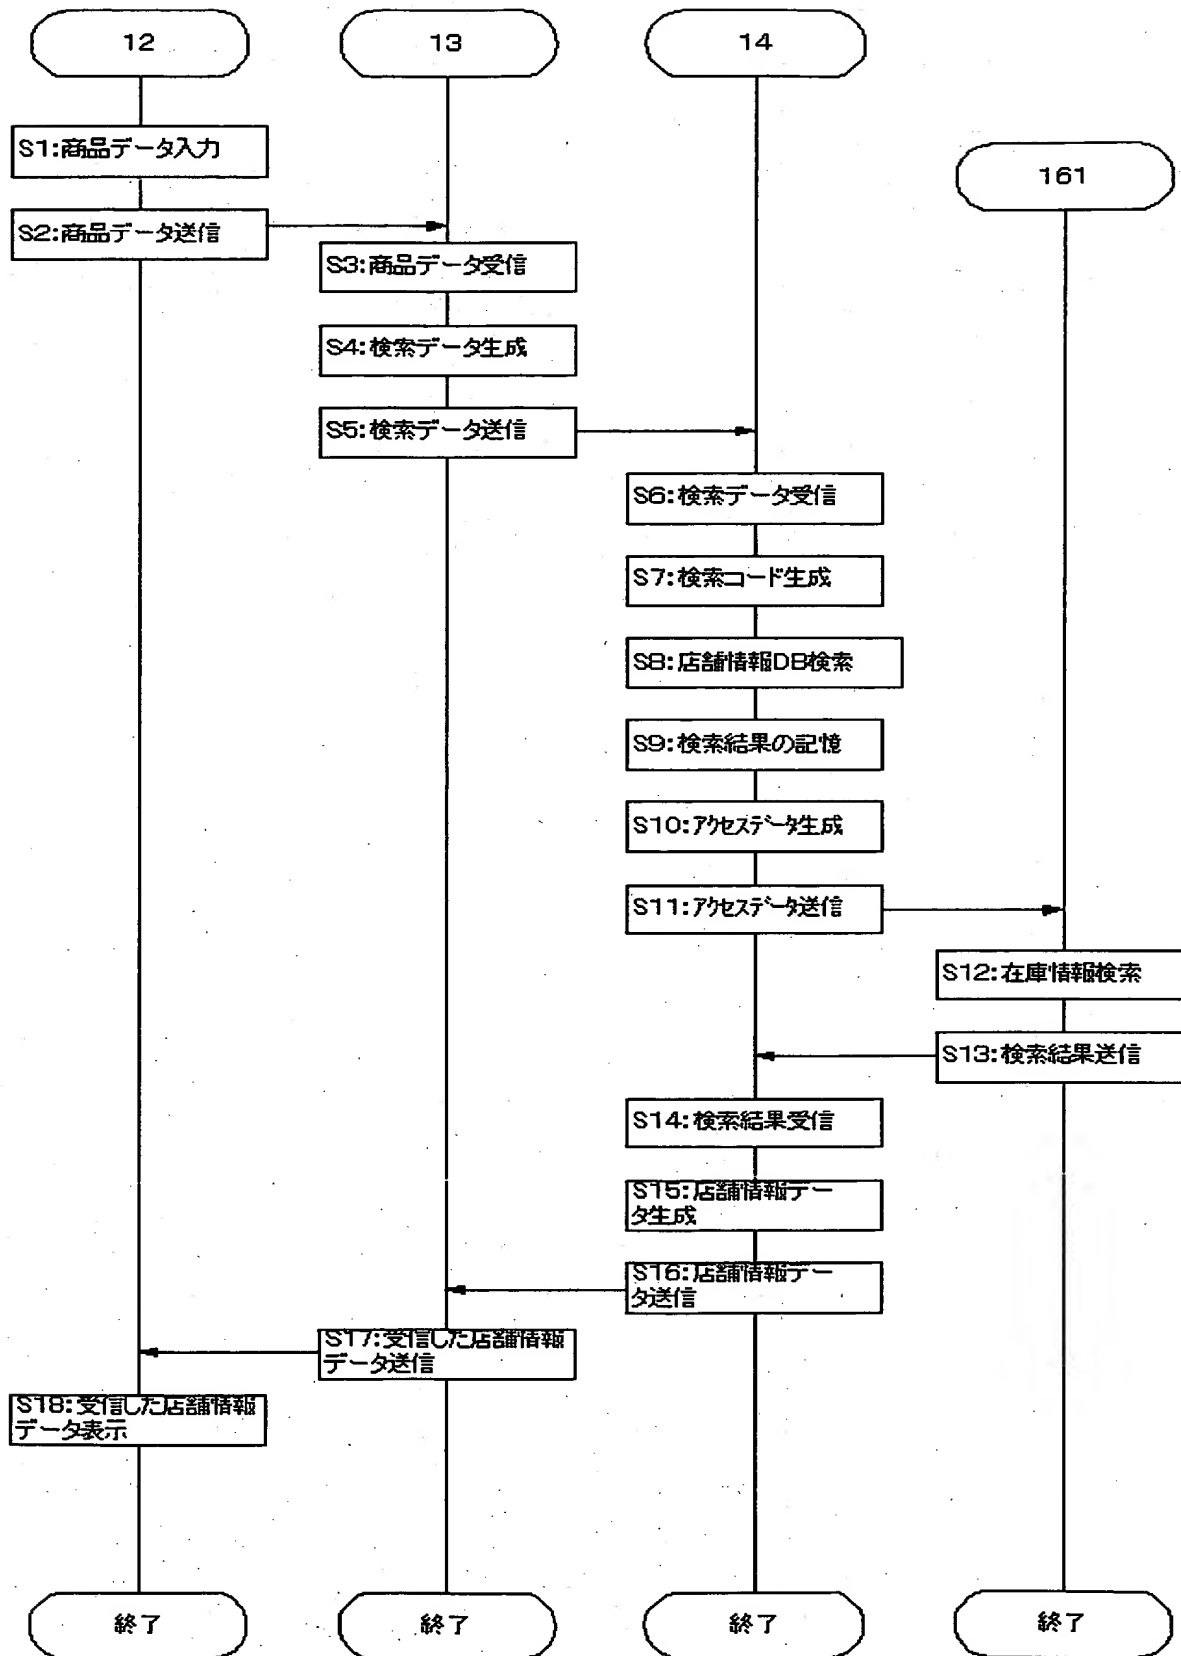 12
13
14
161
S1:商品データ入力
S2:商品データ送信
S3:商品データ受信
S4:検索データ生成
S5:検索データ送信
S6:検索データ受信
S7:検索コード生成
S8:店舗情報DB検索
S9:検索結果の記憶
S10:アクセスデータ生成
S11:アクセスデータ送信
S12:在庫情報検索
S13:検索結果送信
S14:検索結果受信
S15:店舗情報デー
タ生成
S16:店舗情報デー
タ送信
S17:受信した店舗情報
データ送信
S18:受信した店舗情報
データ表示
終了
終了
終了
終了